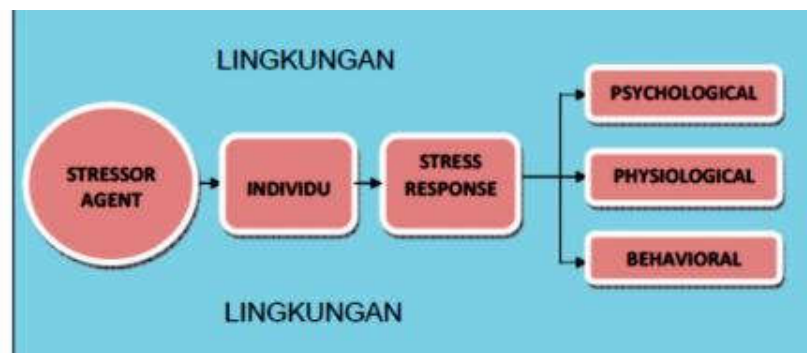 LINGKUNGAN
STRESSOR
AGENT
INDIVIDU
STRESS
RESPONSE
PSYCHOLOGICAL
PHYSIOLOGICAL
BEHAVIORAL
LINGKUNGAN